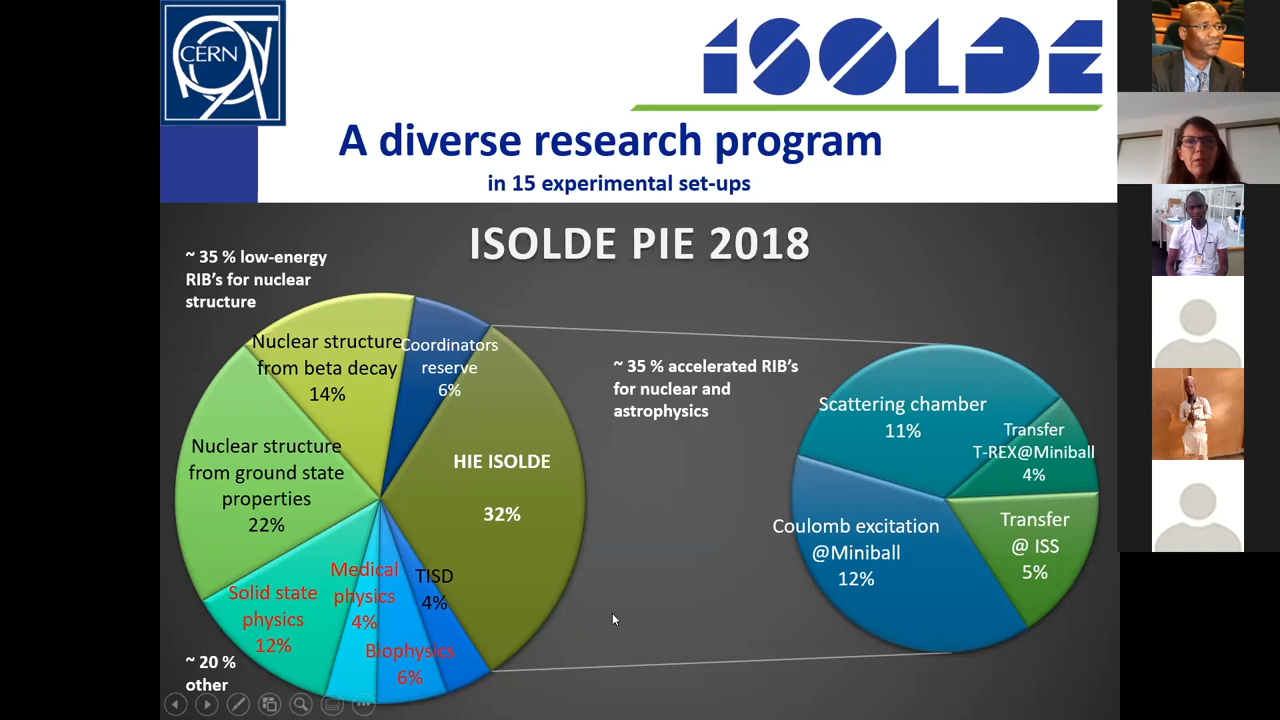 CERN
ISOLDE
A diverse research program
in 15 experimental set-ups
ISOLDE PIE 2018
~ 35 % low-energy
RIB's for nuclear
structure
Nuclear structure
from beta decay
14%
Coordinators
reserve
6%
Nuclear structure
from ground state
properties
22%
HIE ISOLDE
32%
Solid state
physics
12%
Medical
physics
4%
Biophysics
6%
TISD
4%
~ 20 %
other
~ 35 % accelerated RIB's
for nuclear and
astrophysics
Scattering chamber
11%
Transfer
T-REX@Miniball
4%
Coulomb excitation
@Miniball
12%
Transfer
@ ISS
5%